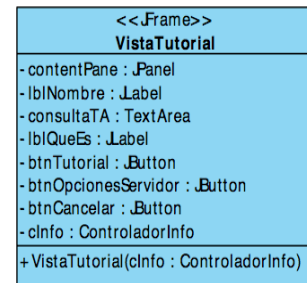 <<JFrame>>
VistaTutorial
- contentPane : JPanel
- lblNombre : JLabel
- consultaTA : TextArea
- lblQueEs : JLabel
- btnTutorial : JButton
- btnOpcionesServidor : JButton
- btnCancelar : JButton
- cInfo : ControladorInfo
+ VistaTutorial(cInfo : ControladorInfo)